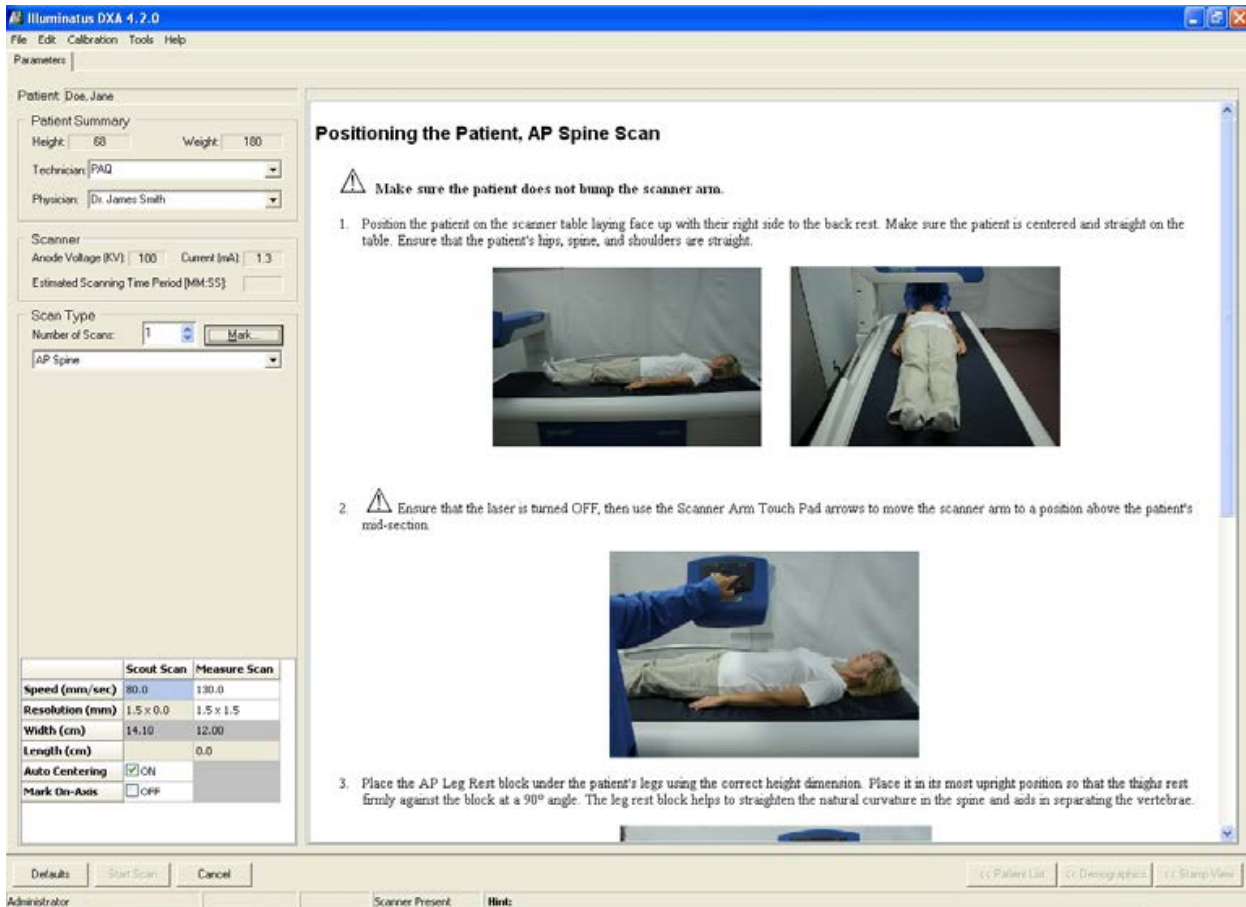 Illuminatus DXA 4.2.0
File Edit Calibration Tools Help
Parameters
Patient: Doe, Jane
Patient Summary
Height: 68 Weight: 180
Technician: PAQ
Physician: Dr. James Smith
Scanner
Anode Voltage (KV): 100 Current (mA): 1.3
Estimated Scanning Time Period [MM:SS]:
Scan Type
Number of Scans: 1 Mark...
AP Spine
Scout Scan Measure Scan
Speed (mm/sec) 80.0 130.0
Resolution (mm) 1.5 x 0.0 1.5 x 1.5
Width (cm) 14.10 12.00
Length (cm) 0.0
Auto Centering ON
Mark On-Axis OFF
Positioning the Patient, AP Spine Scan
Make sure the patient does not bump the scanner arm.
1. Position the patient on the scanner table laying face up with their right side to the back rest. Make sure the patient is centered and straight on the
table. Ensure that the patient's hips, spine, and shoulders are straight.
2. Ensure that the laser is turned OFF, then use the Scanner Arm Touch Pad arrows to move the scanner arm to a position above the patient's
mid-section.
3. Place the AP Leg Rest block under the patient's legs using the correct height dimension. Place it in its most upright position so that the thighs rest
firmly against the block at a 90º angle. The leg rest block helps to straighten the natural curvature in the spine and aids in separating the vertebrae.
Defaults Start Scan Cancel << Patient List << Demographics << Stamp View
Administrator Scanner Present Hint: